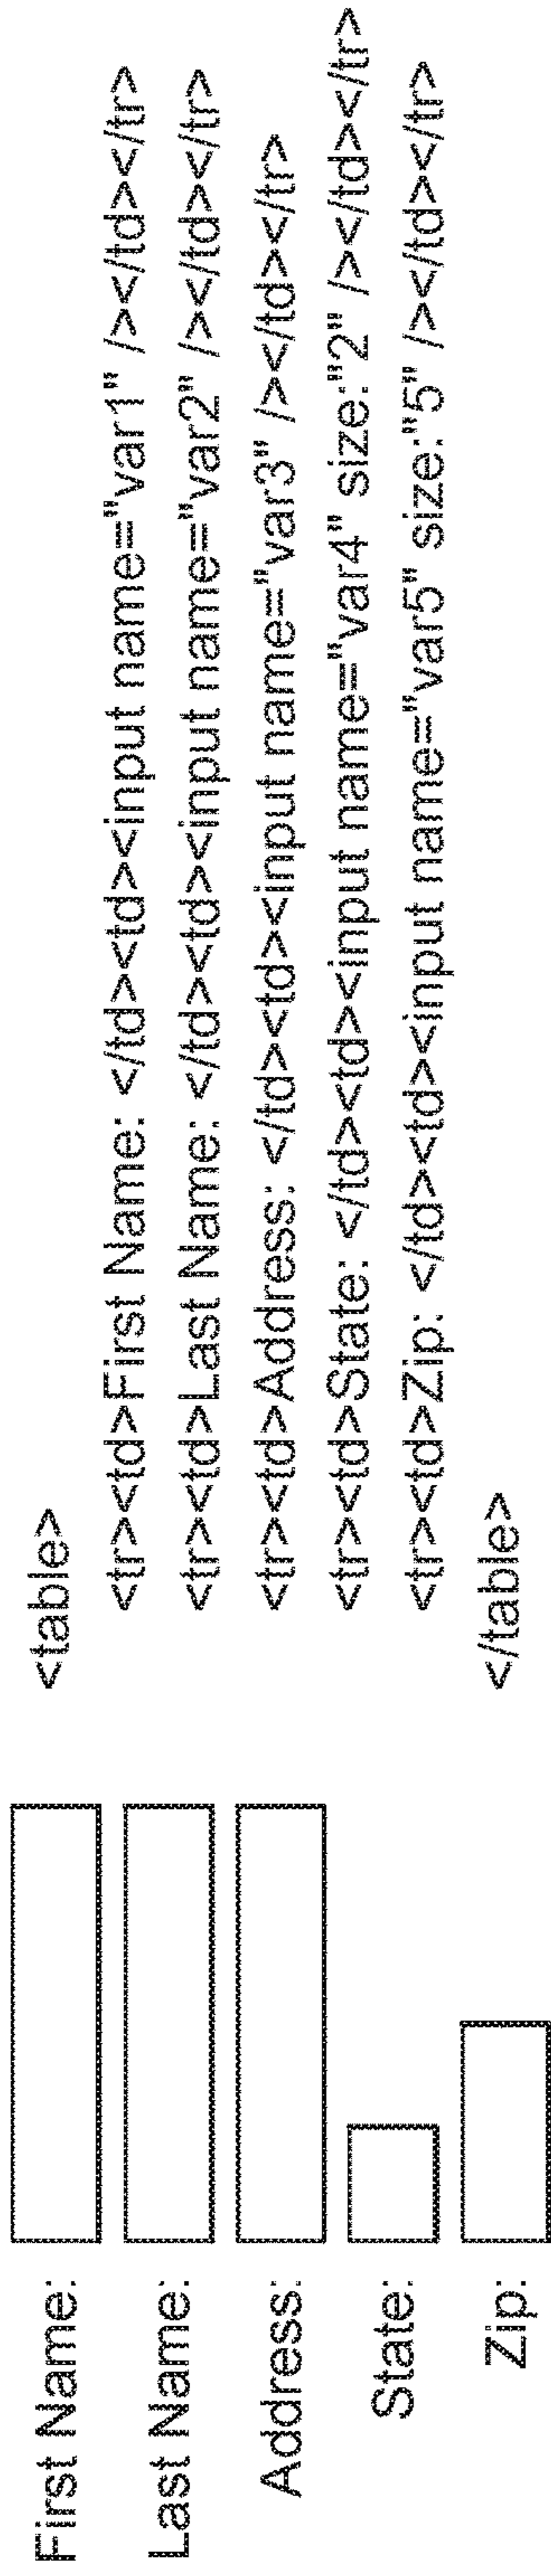 First Name:
Last Name:
Address:
State:
Zip:
<table>
<tr><td>First Name: </td><td><input name="var1" /></td></tr>
<tr><td>Last Name: </td><td><input name="var2" /></td></tr>
<tr><td>Address: </td><td><input name="var3" /></td></tr>
<tr><td>State: </td><td><input name="var4" size:"2" /></td></tr>
<tr><td>Zip: </td><td><input name="var5" size:"5" /></td></tr>
</table>